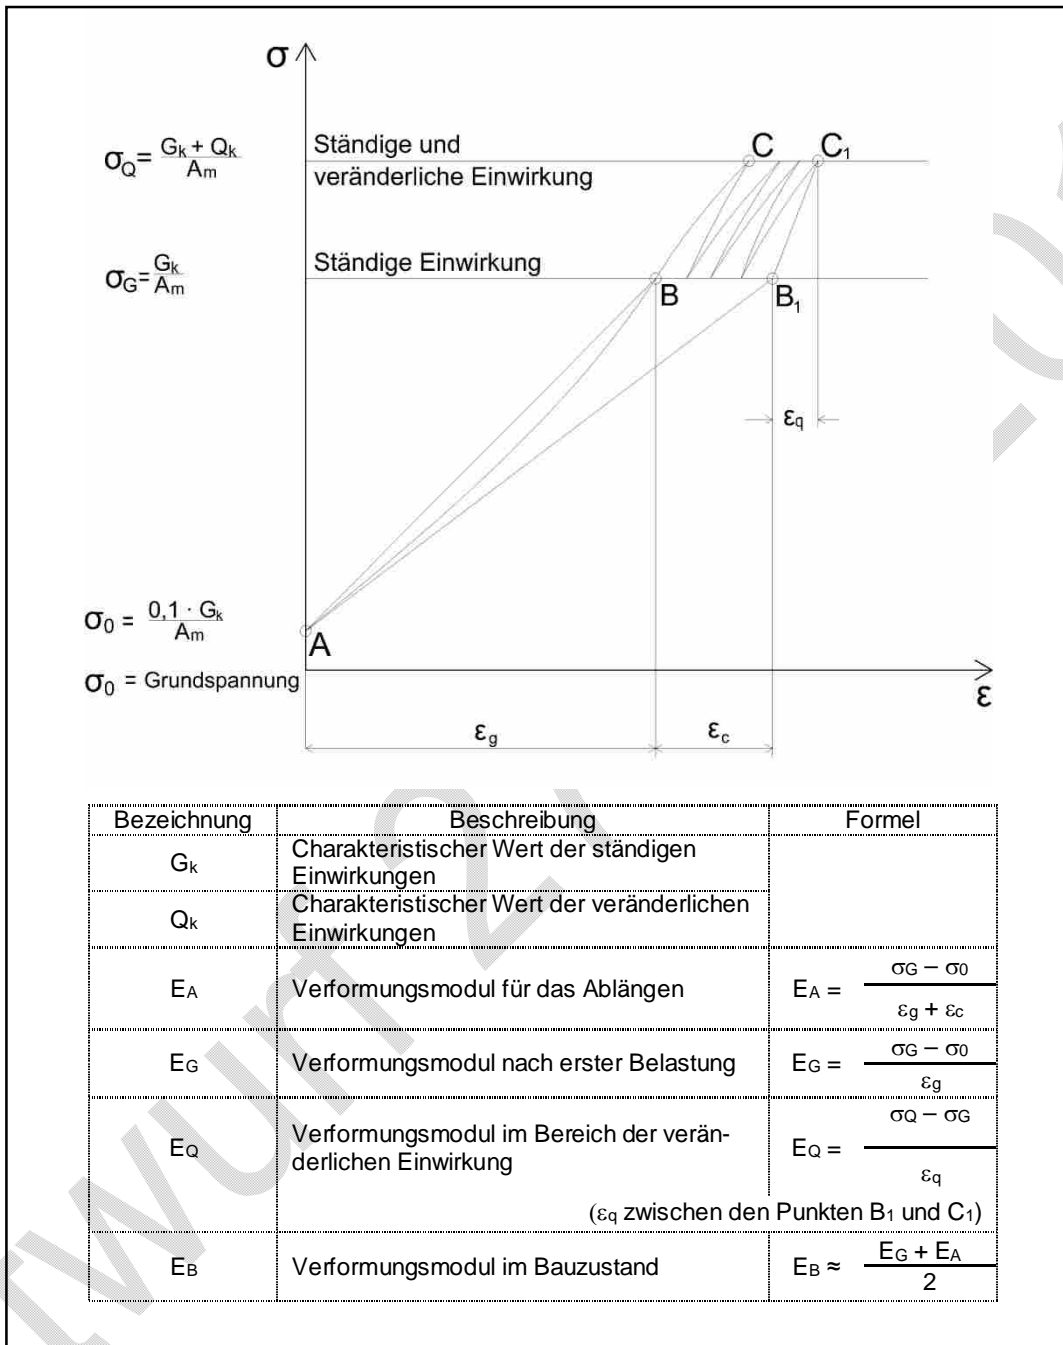 σ
σQ = Gk + Qk / Am
Ständige und
veränderliche Einwirkung
C
C1
σG = Gk / Am
Ständige Einwirkung
B
B1
εq
σ0 = 0,1 · Gk / Am
A
σ0 = Grundspannung
ε
εg
εc
Bezeichnung Beschreibung Formel
Gk Charakteristischer Wert der ständigen
Einwirkungen
Qk Charakteristischer Wert der veränderlichen
Einwirkungen
EA Verformungsmodul für das Ablängen EA = σG – σ0 / εg + εc
EG Verformungsmodul nach erster Belastung EG = σG – σ0 / εg
EQ Verformungsmodul im Bereich der verän-
derlichen Einwirkung EQ = σQ – σG / εq
(εq zwischen den Punkten B1 und C1)
EB Verformungsmodul im Bauzustand EB ≈ EG + EA / 2